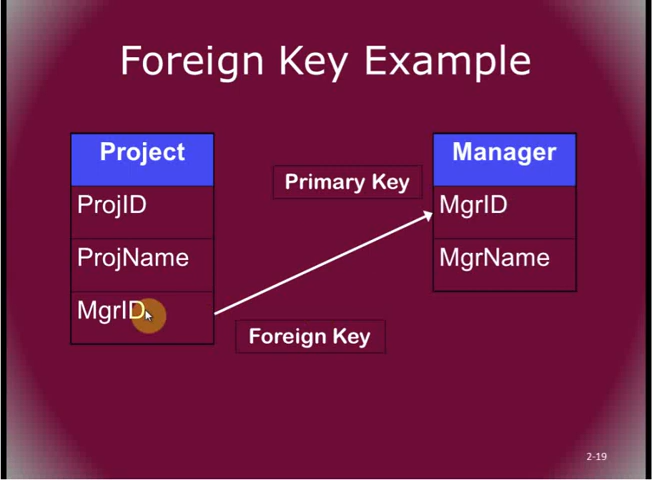 Foreign Key Example
Project
ProjID
ProjName
MgrID
Primary Key
Foreign Key
Manager
MgrID
MgrName
2-19